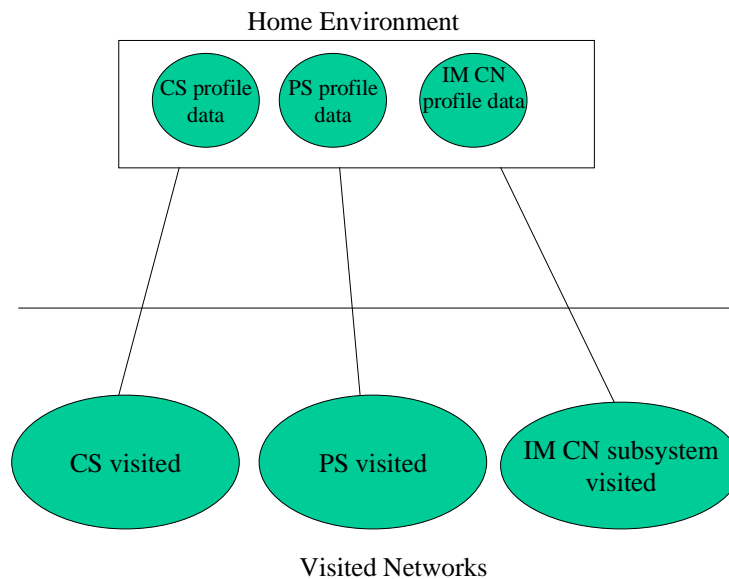 Home Environment
CS profile
data
PS profile
data
IM CN
profile data
CS visited
PS visited
IM CN subsystem
visited
Visited Networks